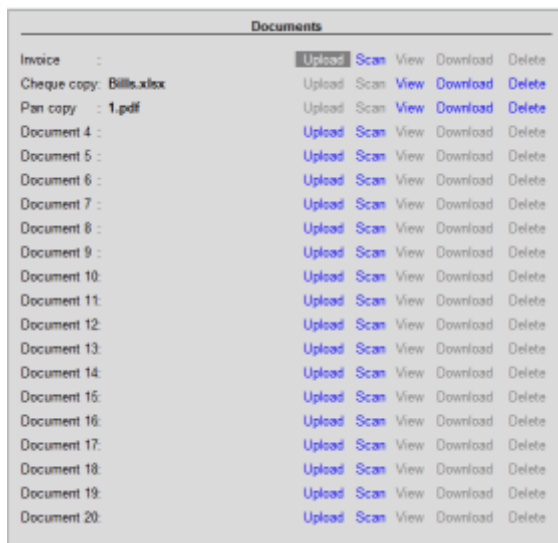 Documents
Invoice : Upload Scan View Download Delete
Cheque copy: Bills.xlsx Upload Scan View Download Delete
Pan copy : 1.pdf Upload Scan View Download Delete
Document 4 : Upload Scan View Download Delete
Document 5 : Upload Scan View Download Delete
Document 6 : Upload Scan View Download Delete
Document 7 : Upload Scan View Download Delete
Document 8 : Upload Scan View Download Delete
Document 9 : Upload Scan View Download Delete
Document 10: Upload Scan View Download Delete
Document 11: Upload Scan View Download Delete
Document 12: Upload Scan View Download Delete
Document 13: Upload Scan View Download Delete
Document 14: Upload Scan View Download Delete
Document 15: Upload Scan View Download Delete
Document 16: Upload Scan View Download Delete
Document 17: Upload Scan View Download Delete
Document 18: Upload Scan View Download Delete
Document 19: Upload Scan View Download Delete
Document 20: Upload Scan View Download Delete